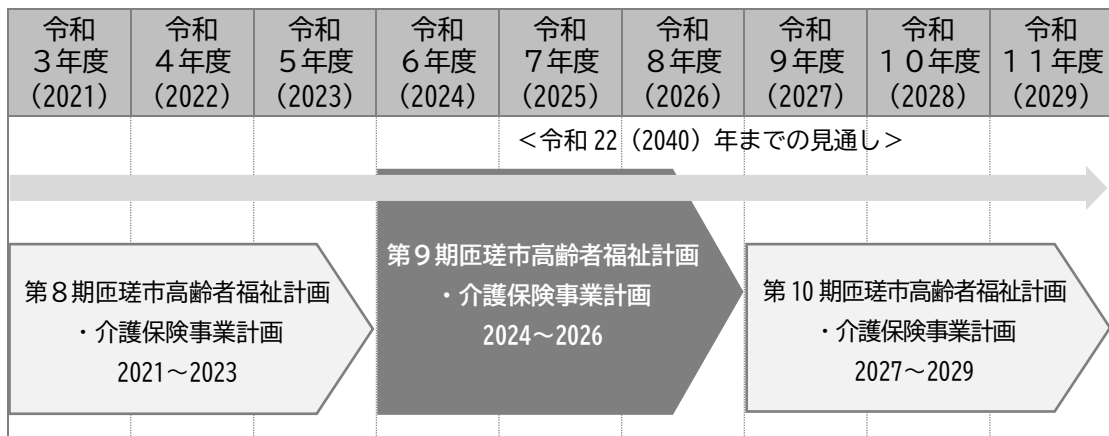 令和
３年度
(2021)
令和
４年度
(2022)
令和
５年度
(2023)
令和
６年度
(2024)
令和
７年度
(2025)
令和
８年度
(2026)
令和
９年度
(2027)
令和
１０年度
(2028)
令和
１１年度
(2029)
＜令和 22（2040）年までの見通し＞
第８期匝瑳市高齢者福祉計画
・介護保険事業計画
2021～2023
第９期匝瑳市高齢者福祉計画
・介護保険事業計画
2024～2026
第 10 期匝瑳市高齢者福祉計画
・介護保険事業計画
2027～2029